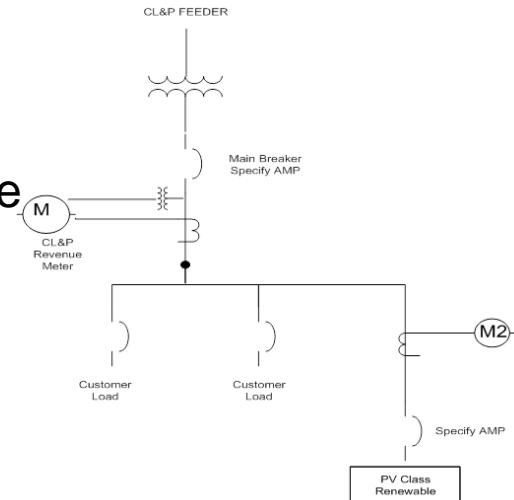 CL&P FEEDER
Main Breaker
Specify AMP
e
M
CL&P
Revenue
Meter
M2
Customer
Load
Customer
Load
Specify AMP
PV Class
Renewable